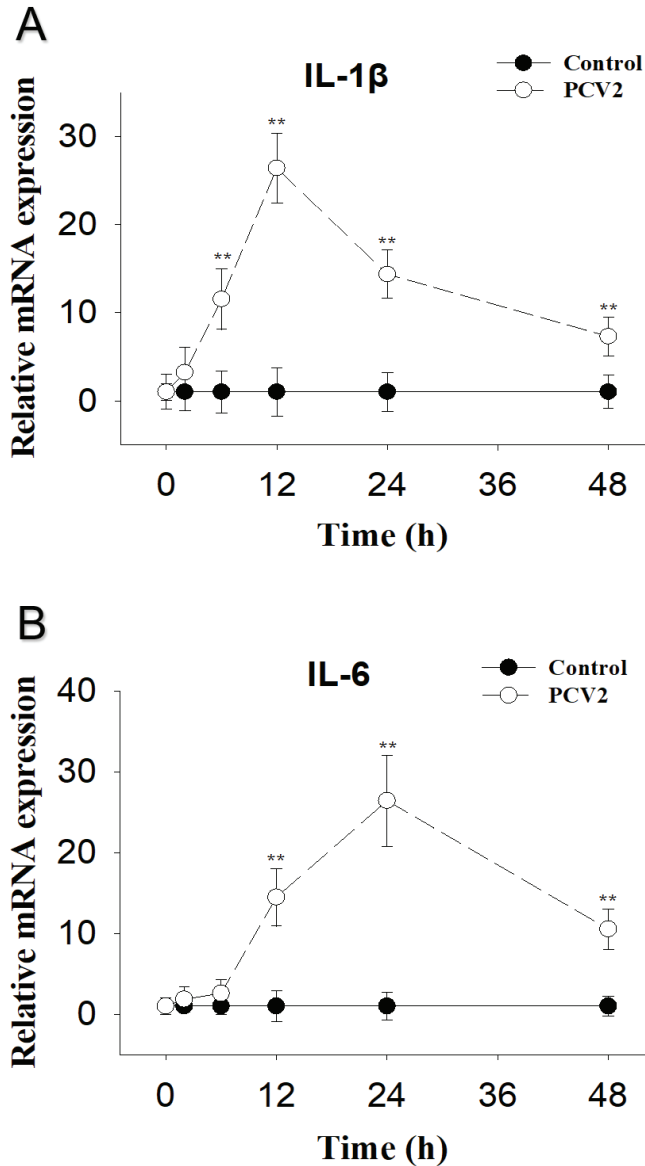 A
IL-1β
Control
PCV2
Relative mRNA expression
30
20
10
0
**
**
**
**
0 12 24 36 48
Time (h)
B
IL-6
Control
PCV2
Relative mRNA expression
40
30
20
10
0
**
**
**
0 12 24 36 48
Time (h)